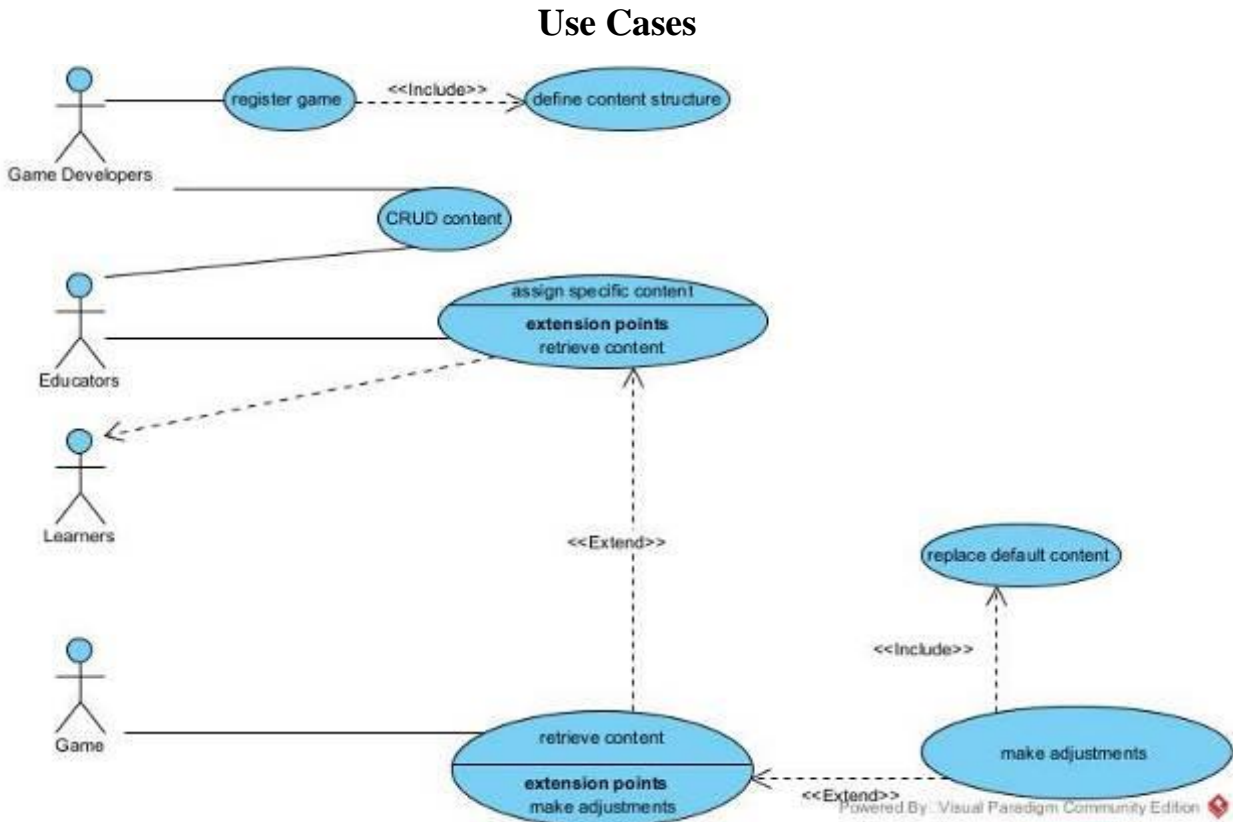 Use Cases
register game
<<Include>>
define content structure
Game Developers
CRUD content
assign specific content
extension points
retrieve content
Educators
Learners
<<Extend>>
replace default content
<<Include>>
Game
retrieve content
extension points
make adjustments
make adjustments
<<Extend>>
Powered By: Visual Paradigm Community Edition